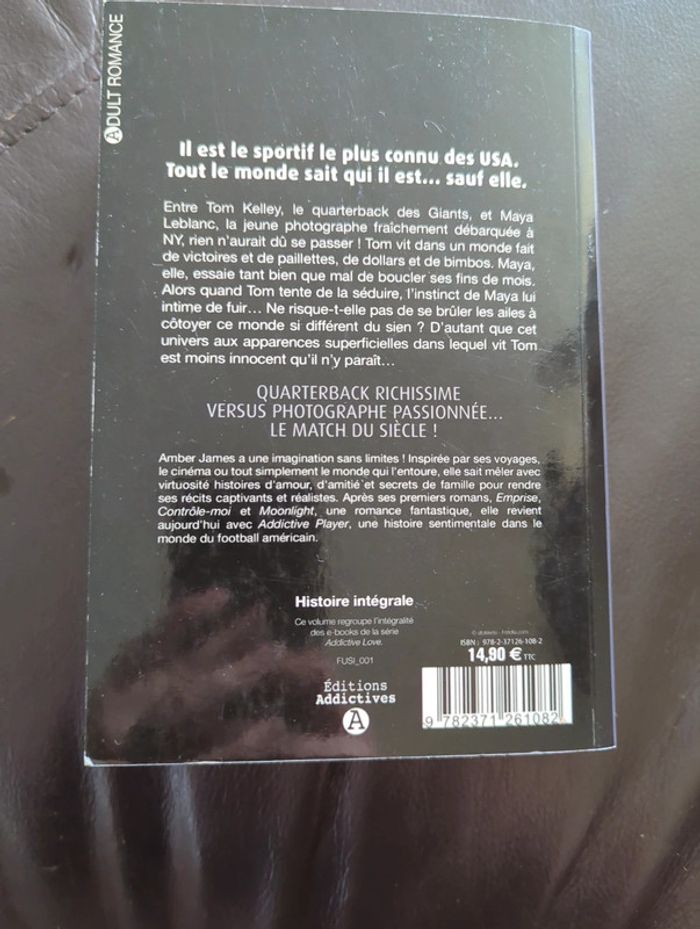 ADULT ROMANCE
Il est le sportif le plus connu des USA.
Tout le monde sait qui il est... sauf elle.
Entre Tom Kelley, le quarterback des Giants, et Maya
Leblanc, la jeune photographe fraîchement débarquée à
NY, rien n'aurait dû se passer ! Tom vit dans un monde fait
de victoires et de paillettes, de dollars et de bimbos. Maya,
elle, essaie tant bien que mal de boucler ses fins de mois.
Alors quand Tom tente de la séduire, l'instinct de Maya lui
intime de fuir... Ne risque-t-elle pas de se brûler les ailes à
côtoyer ce monde si différent du sien ? D'autant que cet
univers aux apparences superficielles dans lequel vit Tom
est moins innocent qu'il n'y paraît...
QUARTERBACK RICHISSIME
VERSUS PHOTOGRAPHE PASSIONNÉE...
LE MATCH DU SIÈCLE !
Amber James a une imagination sans limites ! Inspirée par ses voyages,
le cinéma ou tout simplement le monde qui l'entoure, elle sait mêler avec
virtuosité histoires d'amour, d'amitié et secrets de famille pour rendre
ses récits captivants et réalistes. Après ses premiers romans, Emprise,
Contrôle-moi et Moonlight, une romance fantastique, elle revient
aujourd'hui avec Addictive Player, une histoire sentimentale dans le
monde du football américain.
Histoire intégrale
Ce volume regroupe l'intégralité
des e-books de la série
Addictive Love.
FUSI_001
Éditions
Addictives
A
ISBN : 978-2-37126-108-2
14,90 € TTC
9 782371 261082